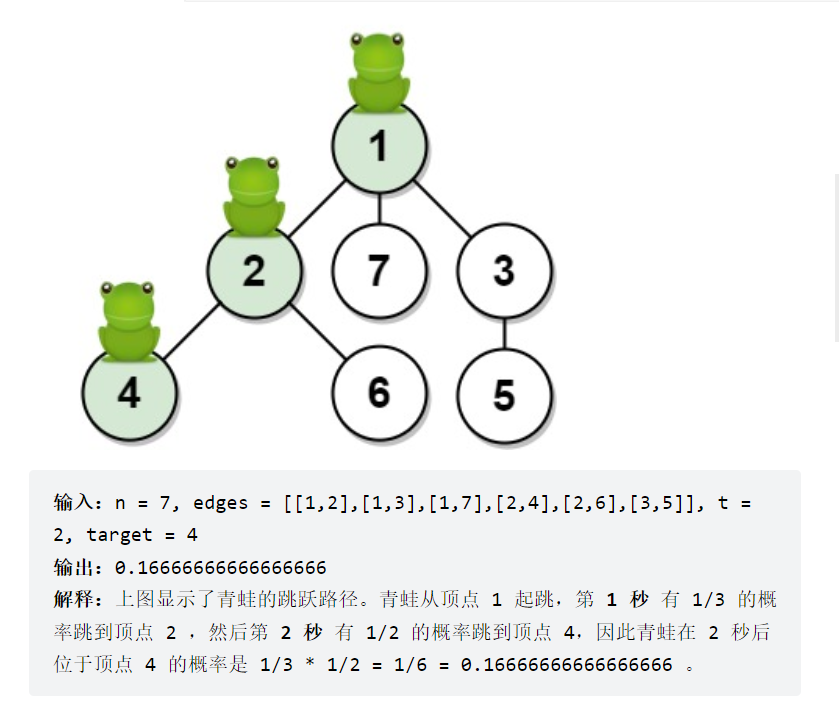 1
2
7
3
4
6
5
输入：n = 7, edges = [[1,2],[1,3],[1,7],[2,4],[2,6],[3,5]], t =
2, target = 4
输出：0.16666666666666666
解释：上图显示了青蛙的跳跃路径。青蛙从顶点 1 起跳，第 1 秒 有 1/3 的概
率跳到顶点 2 ，然后第 2 秒 有 1/2 的概率跳到顶点 4，因此青蛙在 2 秒后
位于顶点 4 的概率是 1/3 * 1/2 = 1/6 = 0.16666666666666666 。